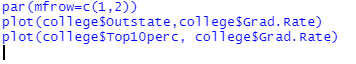 par(mfrow=c(1,2))
plot(college$Outstate,college$Grad.Rate)
plot(college$Top10perc, college$Grad.Rate)